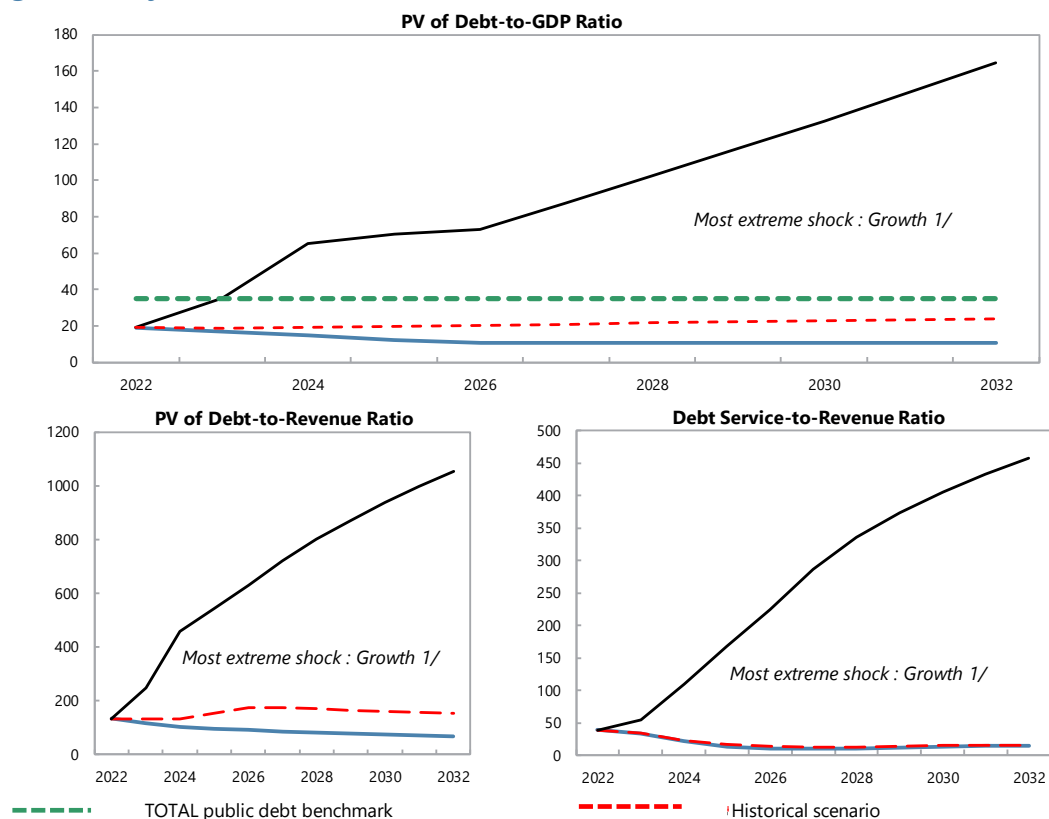 PV of Debt-to-GDP Ratio
180
160
140
120
100
80
60
40
20
0
Most extreme shock : Growth 1/
2022 2024 2026 2028 2030 2032
PV of Debt-to-Revenue Ratio
1200
1000
800
600
400
200
0
Most extreme shock : Growth 1/
2022 2024 2026 2028 2030 2032
Debt Service-to-Revenue Ratio
500
450
400
350
300
250
200
150
100
50
0
Most extreme shock : Growth 1/
2022 2024 2026 2028 2030 2032
TOTAL public debt benchmark
Historical scenario